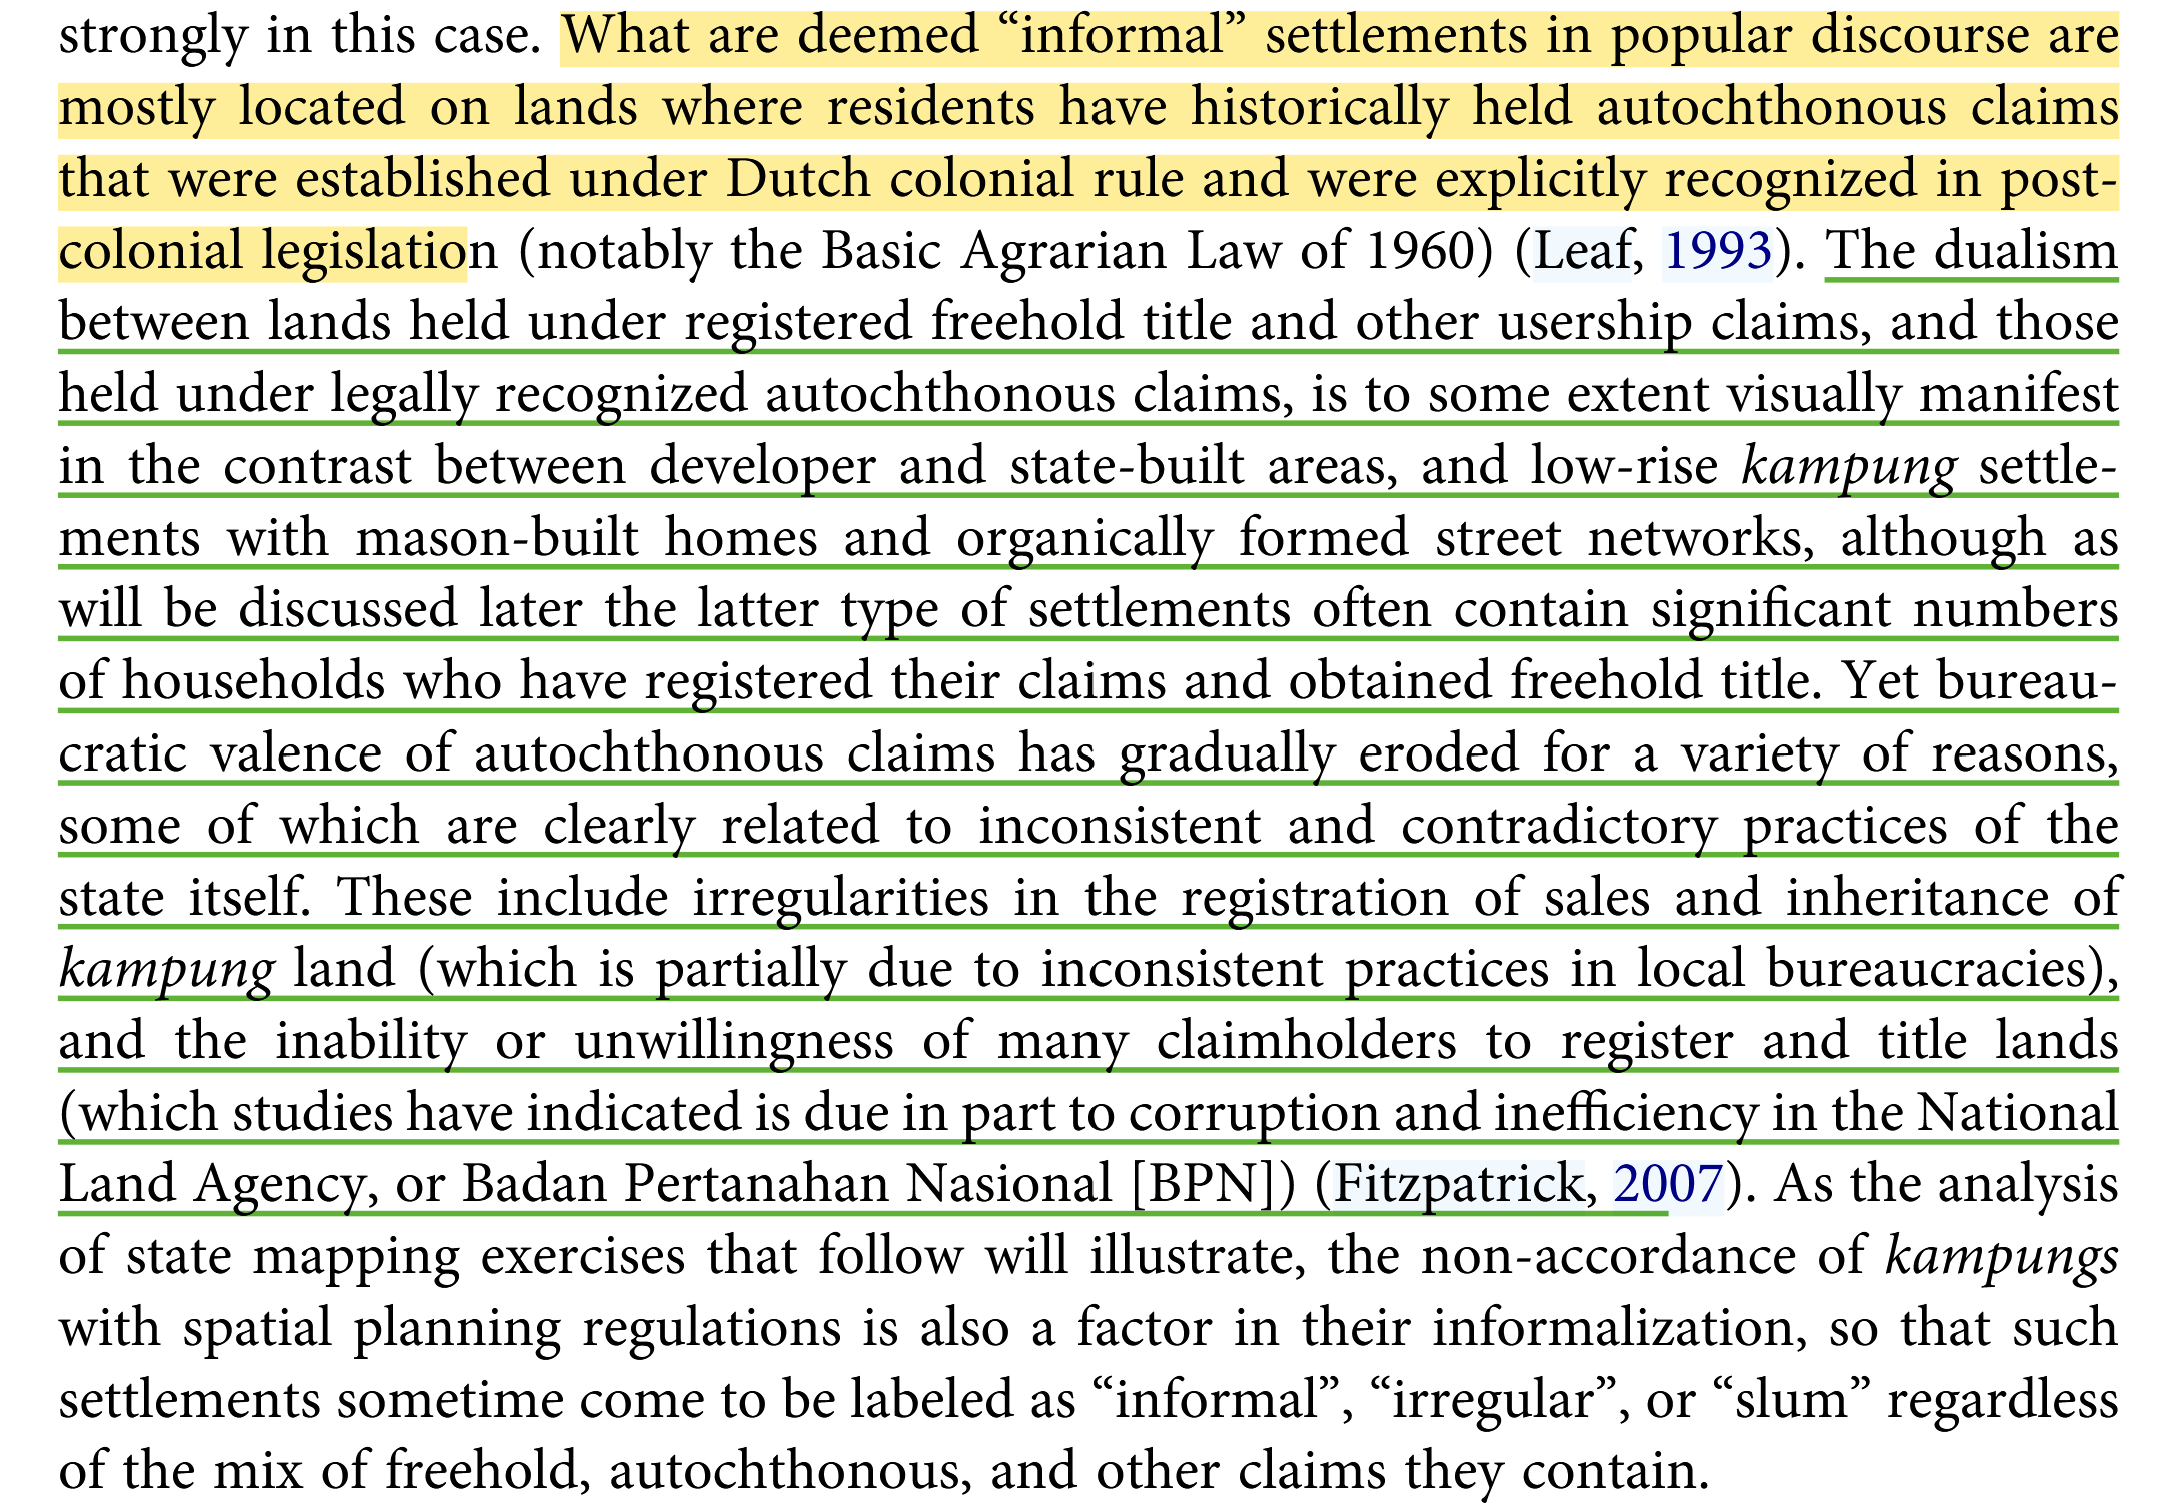 strongly in this case. What are deemed “informal” settlements in popular discourse are
mostly located on lands where residents have historically held autochthonous claims
that were established under Dutch colonial rule and were explicitly recognized in post-
colonial legislation (notably the Basic Agrarian Law of 1960) (Leaf, 1993). The dualism
between lands held under registered freehold title and other usership claims, and those
held under legally recognized autochthonous claims, is to some extent visually manifest
in the contrast between developer and state-built areas, and low-rise kampung settle-
ments with mason-built homes and organically formed street networks, although as
will be discussed later the latter type of settlements often contain significant numbers
of households who have registered their claims and obtained freehold title. Yet bureau-
cratic valence of autochthonous claims has gradually eroded for a variety of reasons,
some of which are clearly related to inconsistent and contradictory practices of the
state itself. These include irregularities in the registration of sales and inheritance of
kampung land (which is partially due to inconsistent practices in local bureaucracies),
and the inability or unwillingness of many claimholders to register and title lands
(which studies have indicated is due in part to corruption and inefficiency in the National
Land Agency, or Badan Pertanahan Nasional [BPN]) (Fitzpatrick, 2007). As the analysis
of state mapping exercises that follow will illustrate, the non-accordance of kampungs
with spatial planning regulations is also a factor in their informalization, so that such
settlements sometime come to be labeled as “informal”, “irregular”, or “slum” regardless
of the mix of freehold, autochthonous, and other claims they contain.